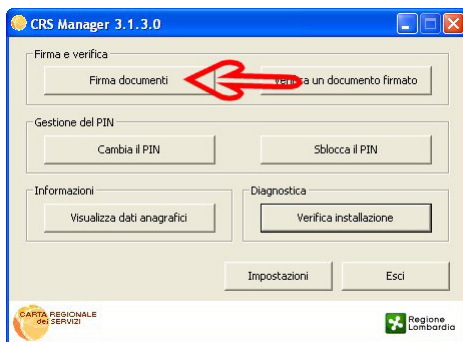 CRS Manager 3.1.3.0
Firma e verifica
Firma documenti
Verifica un documento firmato
Gestione del PIN
Cambia il PIN
Sblocca il PIN
Informazioni
Diagnostica
Visualizza dati anagrafici
Verifica installazione
Impostazioni
Esci
CARTA REGIONALE
dei SERVIZI
Regione
Lombardia